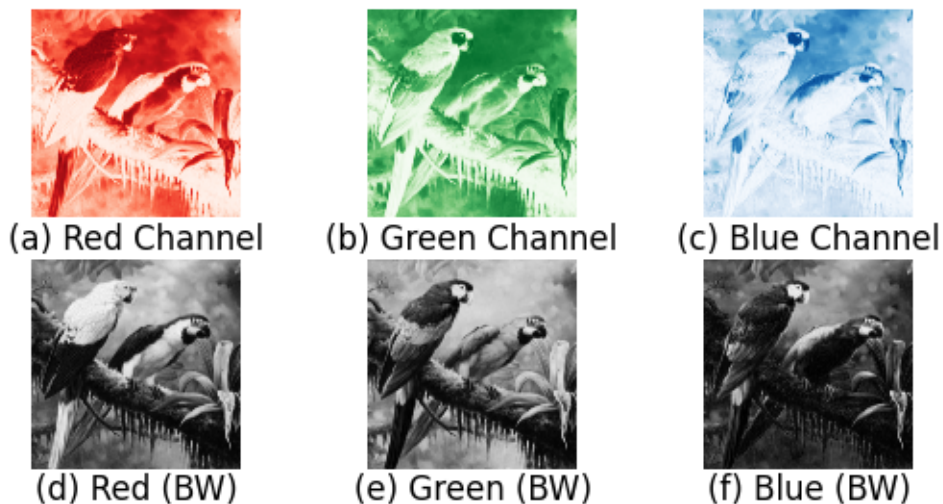 (a) Red Channel
(b) Green Channel
(c) Blue Channel
(d) Red (BW)
(e) Green (BW)
(f) Blue (BW)